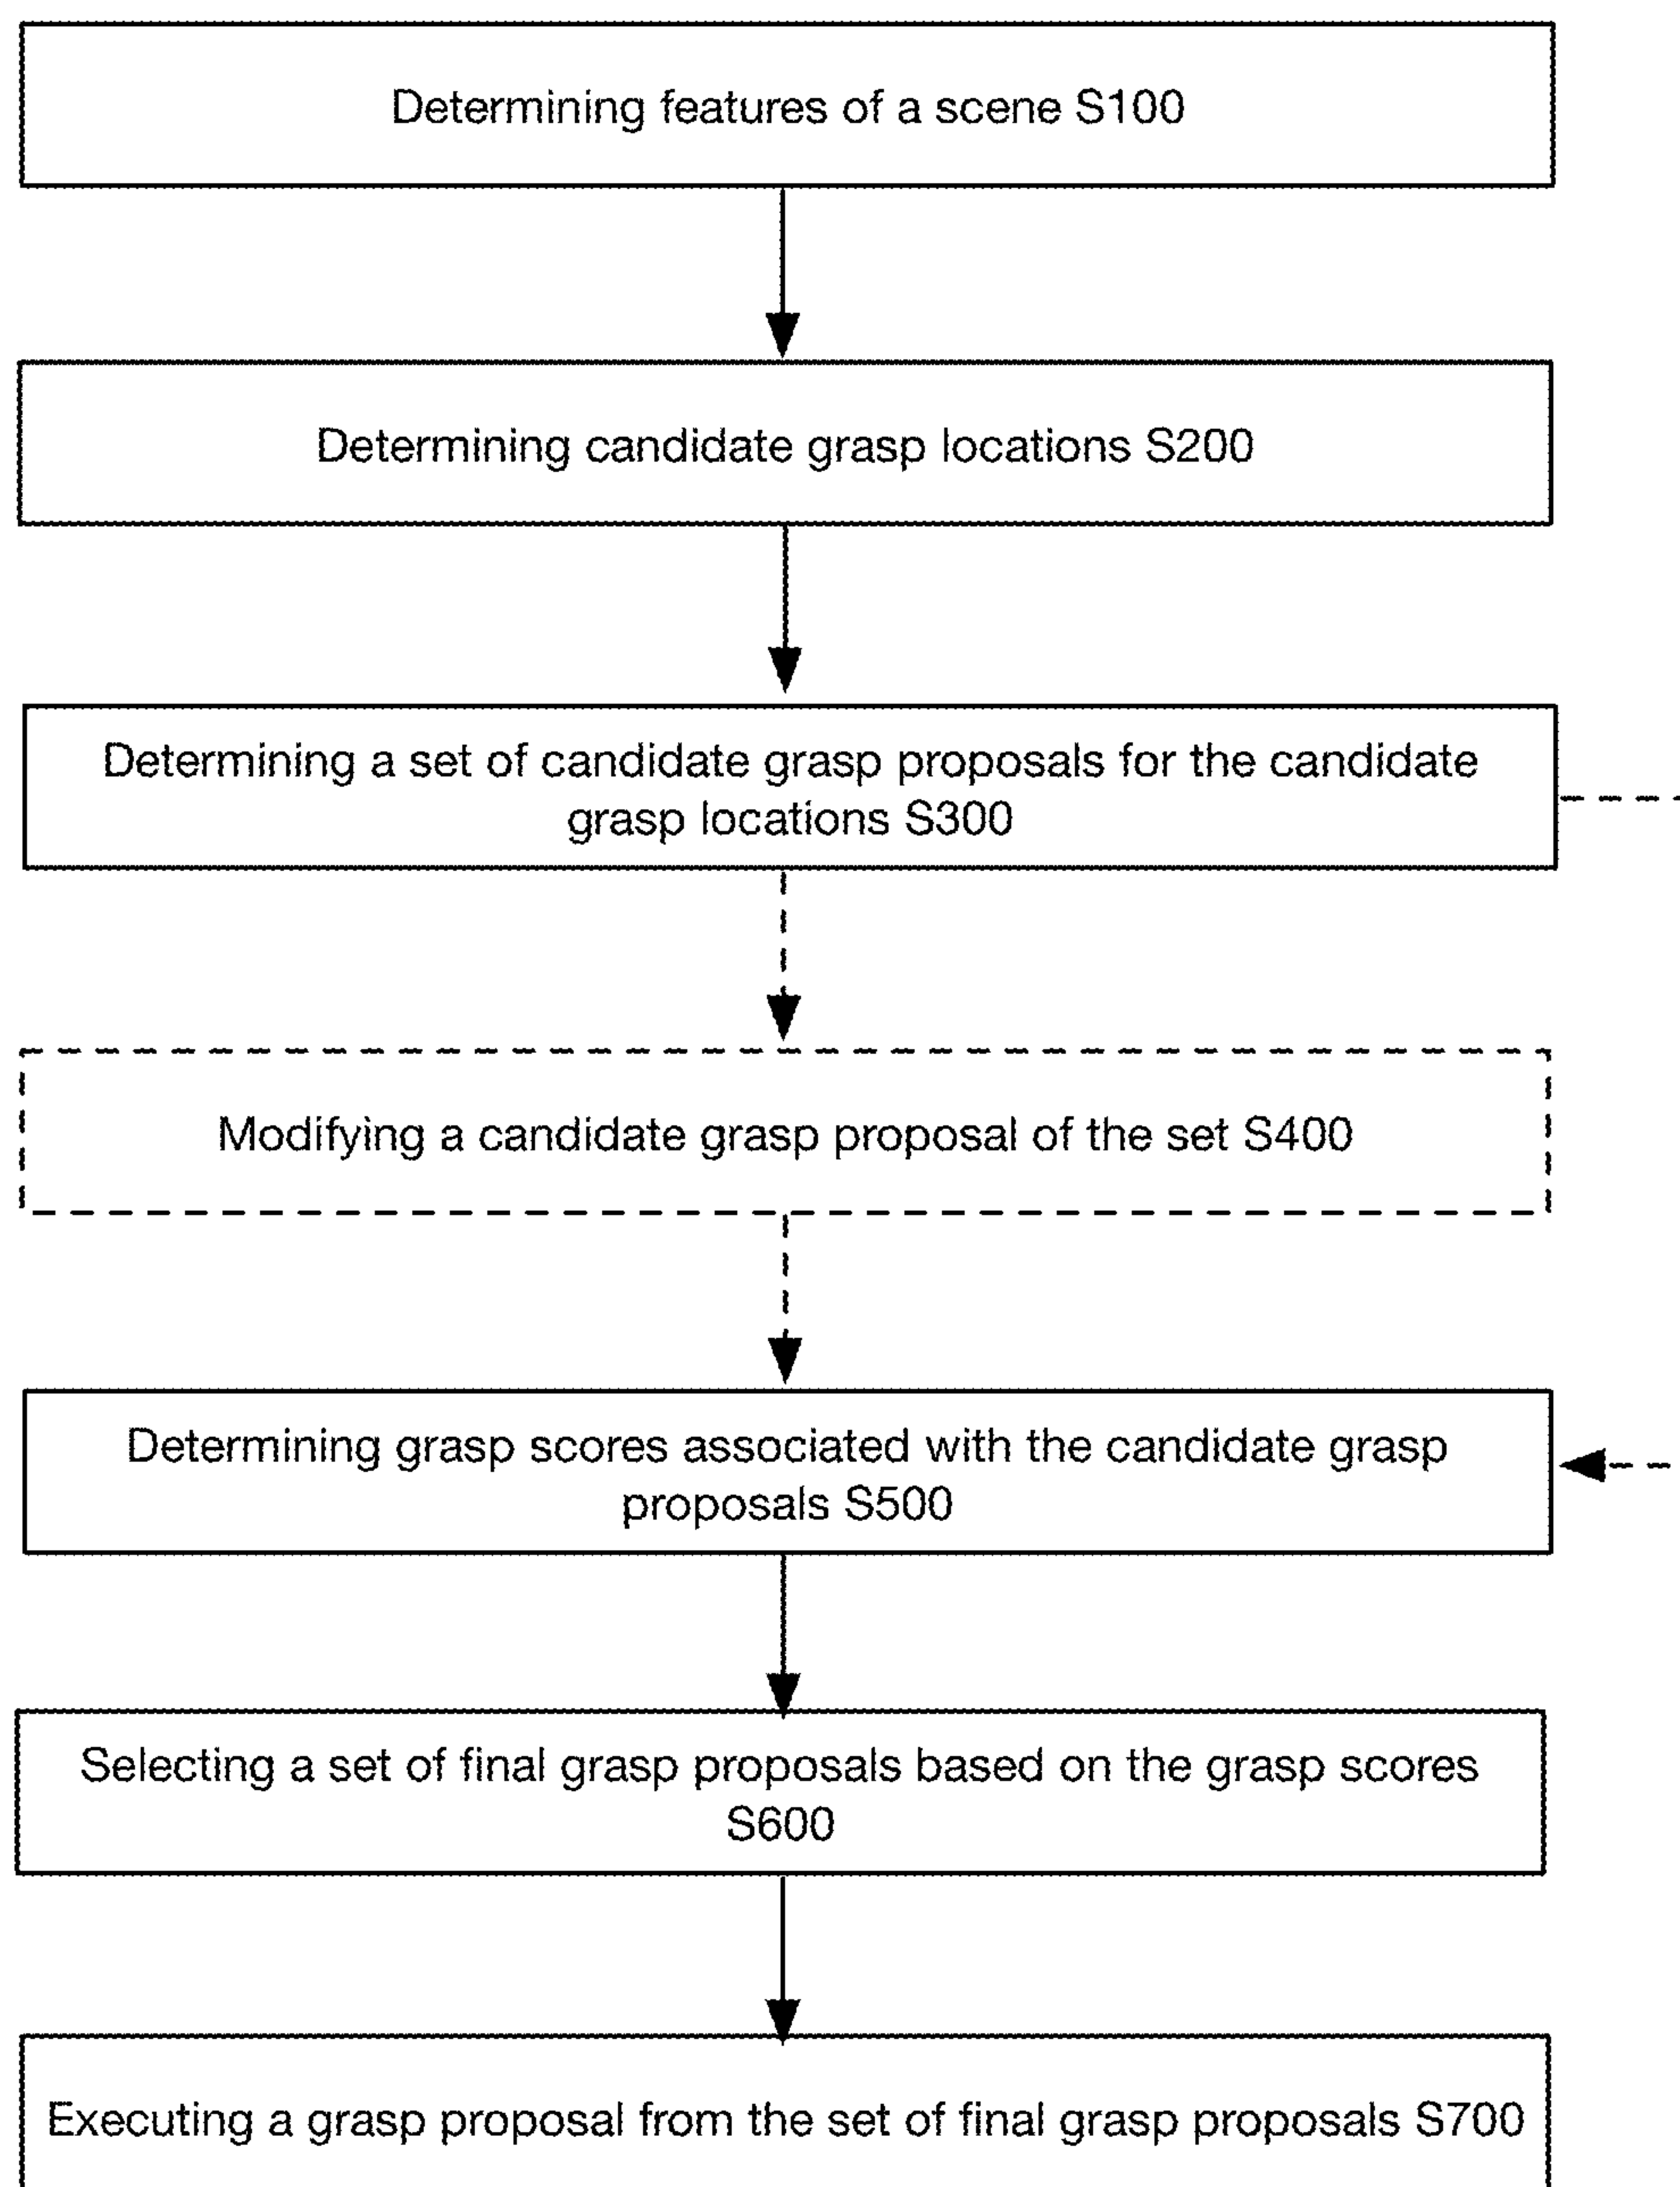 Determining features of a scene S100
Determining candidate grasp locations S200
Determining a set of candidate grasp proposals for the candidate
grasp locations S300
Modifying a candidate grasp proposal of the set S400
Determining grasp scores associated with the candidate grasp
proposals S500
Selecting a set of final grasp proposals based on the grasp scores
S600
Executing a grasp proposal from the set of final grasp proposals S700